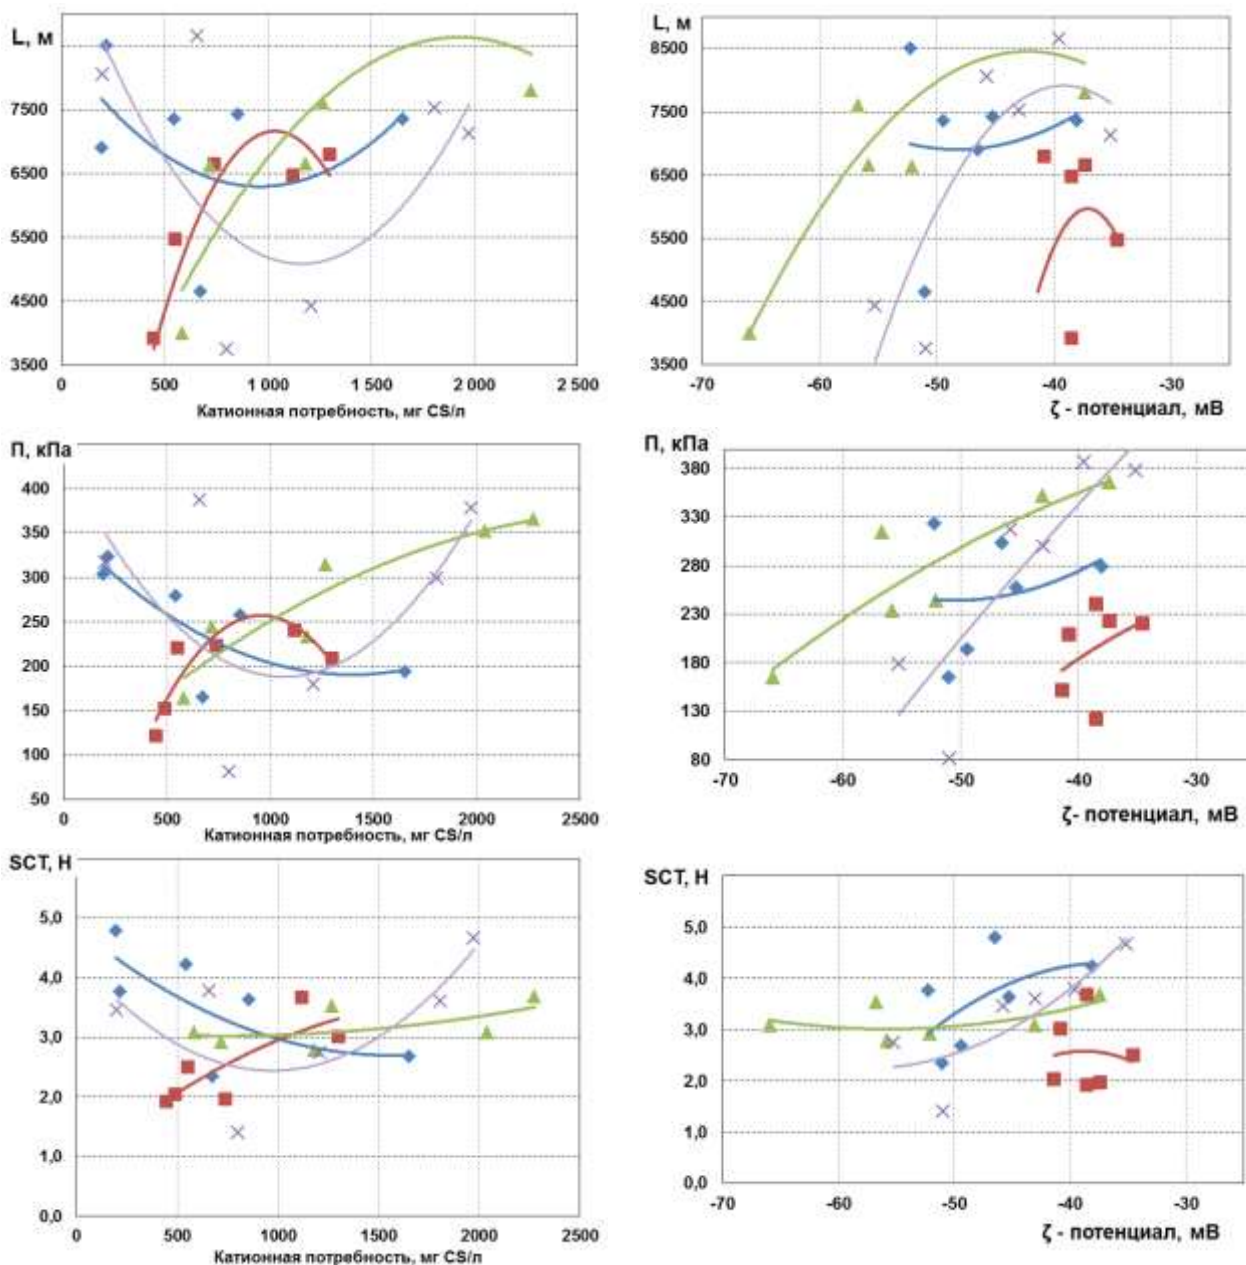 L, м
7500
6500
5500
4500
3500
0 500 1 000 1 500 2 000 2 500
Катионная потребность, мг CS/л
L, м
8500
7500
6500
5500
4500
3500
-70 -60 -50 -40 -30
ζ - потенциал, мВ
П, кПа
400
350
300
250
200
150
100
50
0 500 1000 1500 2000 2500
Катионная потребность, мг CS/л
П, кПа
380
330
280
230
180
130
80
-70 -60 -50 -40 -30
ζ- потенциал, мВ
SCT, Н
5,0
4,0
3,0
2,0
1,0
0,0
0 500 1000 1500 2000 2500
Катионная потребность, мг CS/л
SCT, Н
5,0
4,0
3,0
2,0
1,0
0,0
-70 -60 -50 -40 -30
ζ - потенциал, мВ